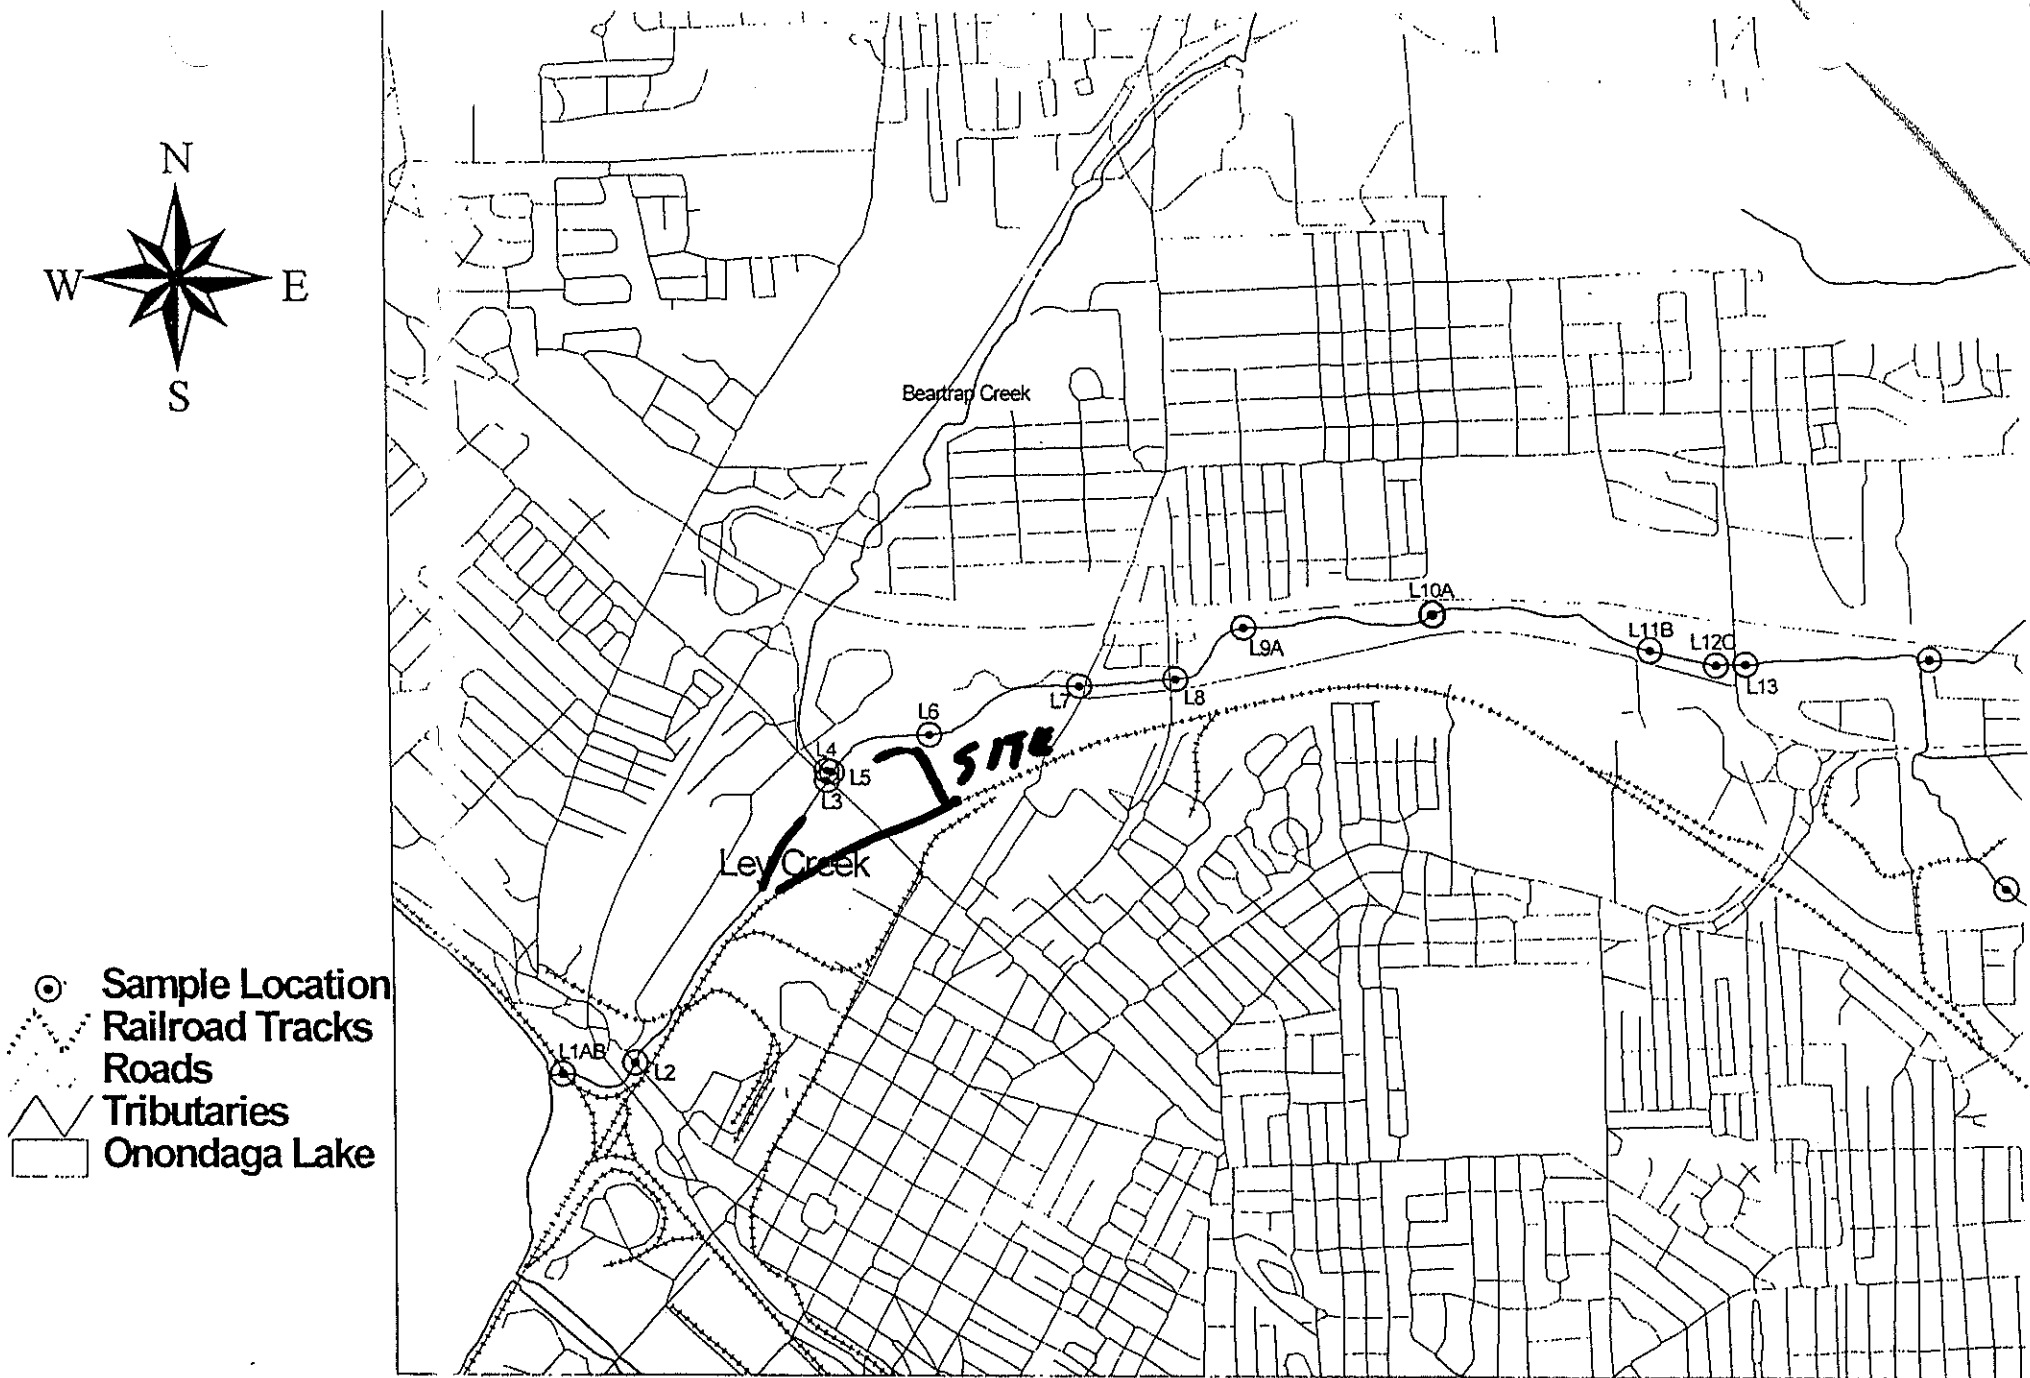 N
W E
S
Beartrap Creek
L10A
L9A
L11B
L12C
L13
L7
L8
L6
SITE
L4
L5
L3
Ley Creek
Sample Location
Railroad Tracks
L1AB
L2
Roads
Tributaries
Onondaga Lake